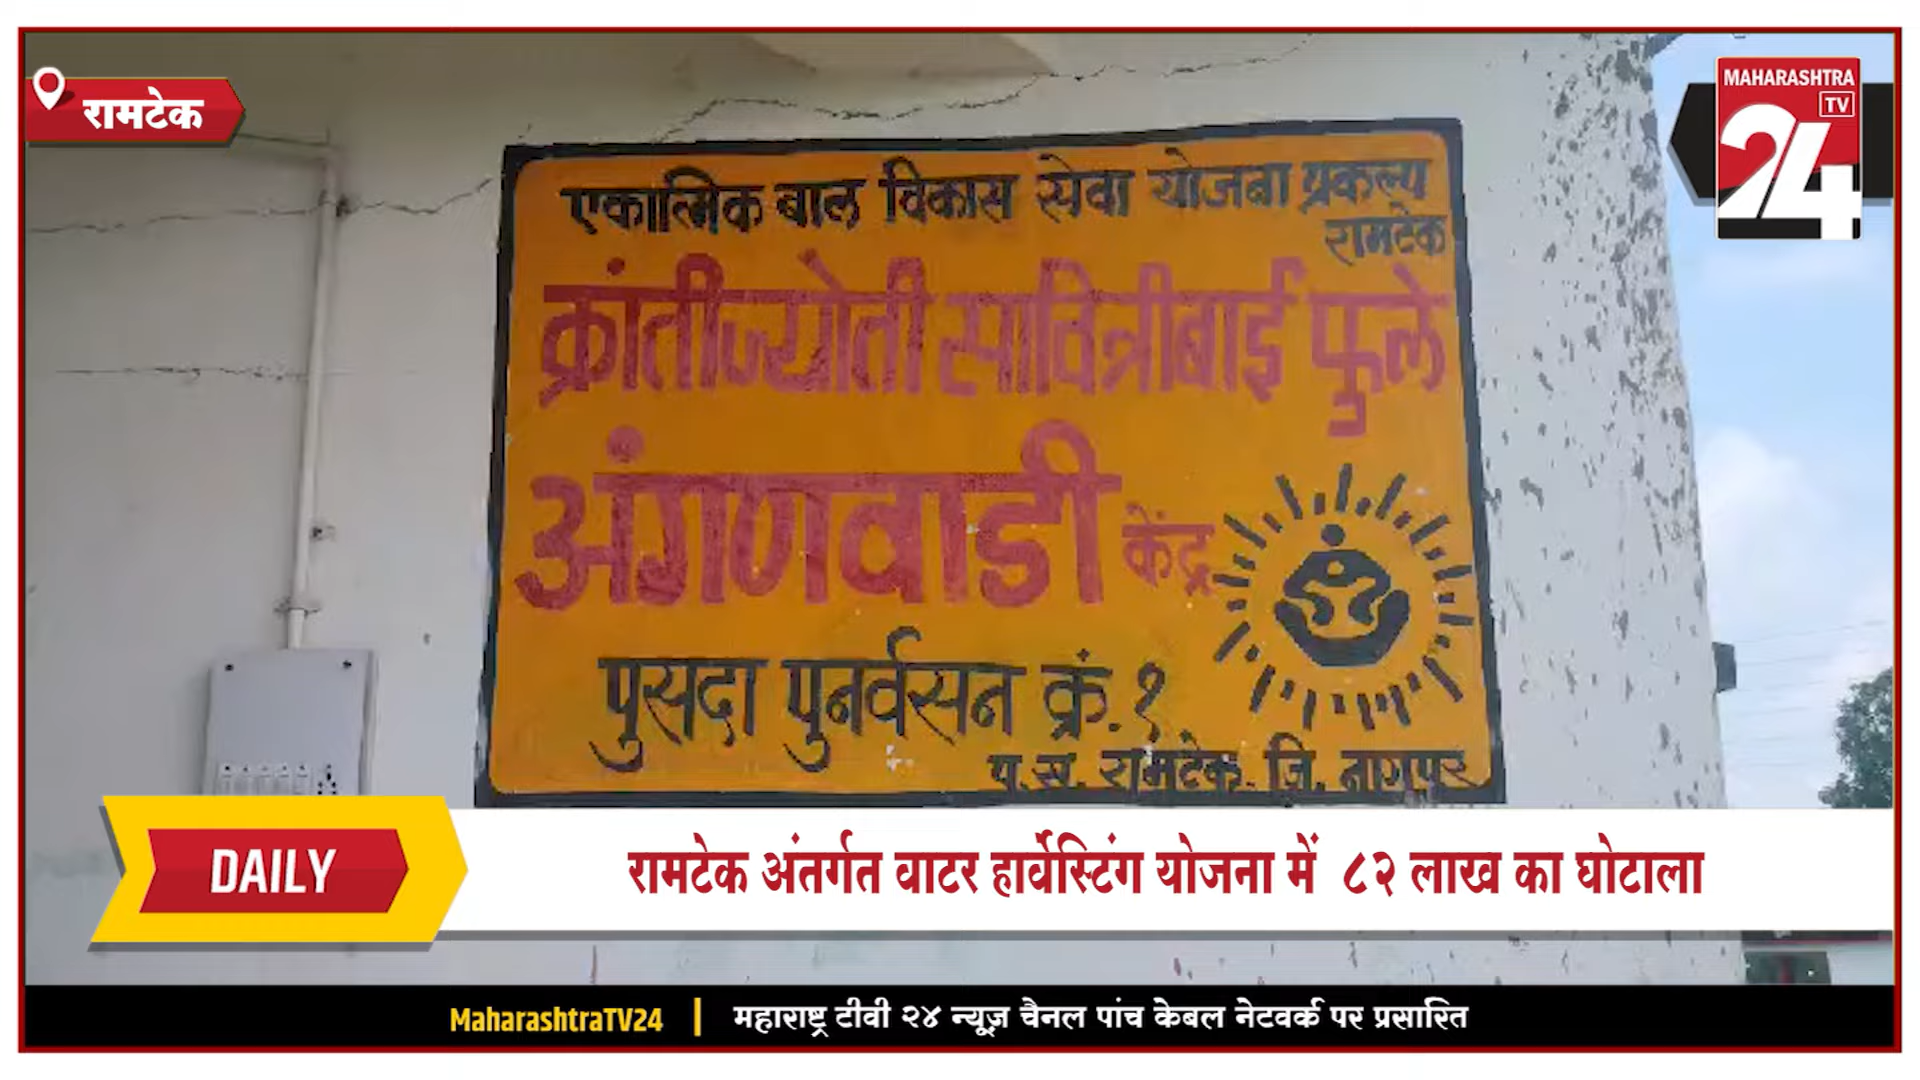 रामटेक
MAHARASHTRA
TV
24
एकात्मिक बाल विकास सेवा योजना प्रकल्प
रामटेक
क्रांतीज्योती सावित्रीबाई फुले
अंगणवाडी केंद्र
पुसदा पुनर्वसन क्रं. १
पं.स. रामटेक. जि. नागपूर
DAILY
रामटेक अंतर्गत वाटर हार्वेस्टिंग योजना में ८२ लाख का घोटाला
MaharashtraTV24 | महाराष्ट्र टीवी २४ न्यूज़ चैनल पांच केबल नेटवर्क पर प्रसारित